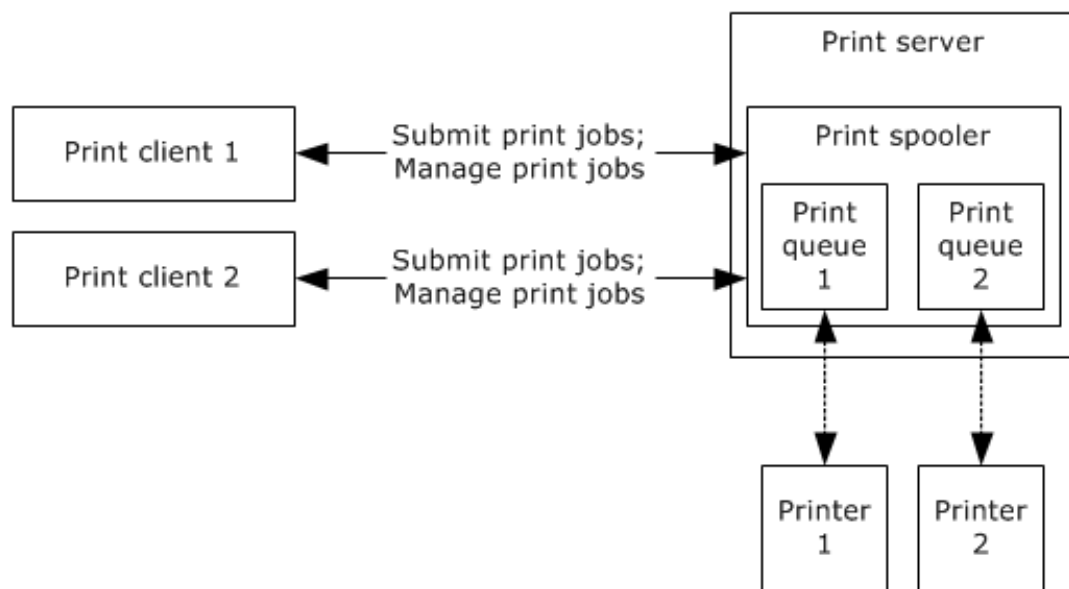 Print server
Print spooler
Print client 1
Submit print jobs;
Manage print jobs
Print
queue
1
Print
queue
2
Print client 2
Submit print jobs;
Manage print jobs
Printer
1
Printer
2